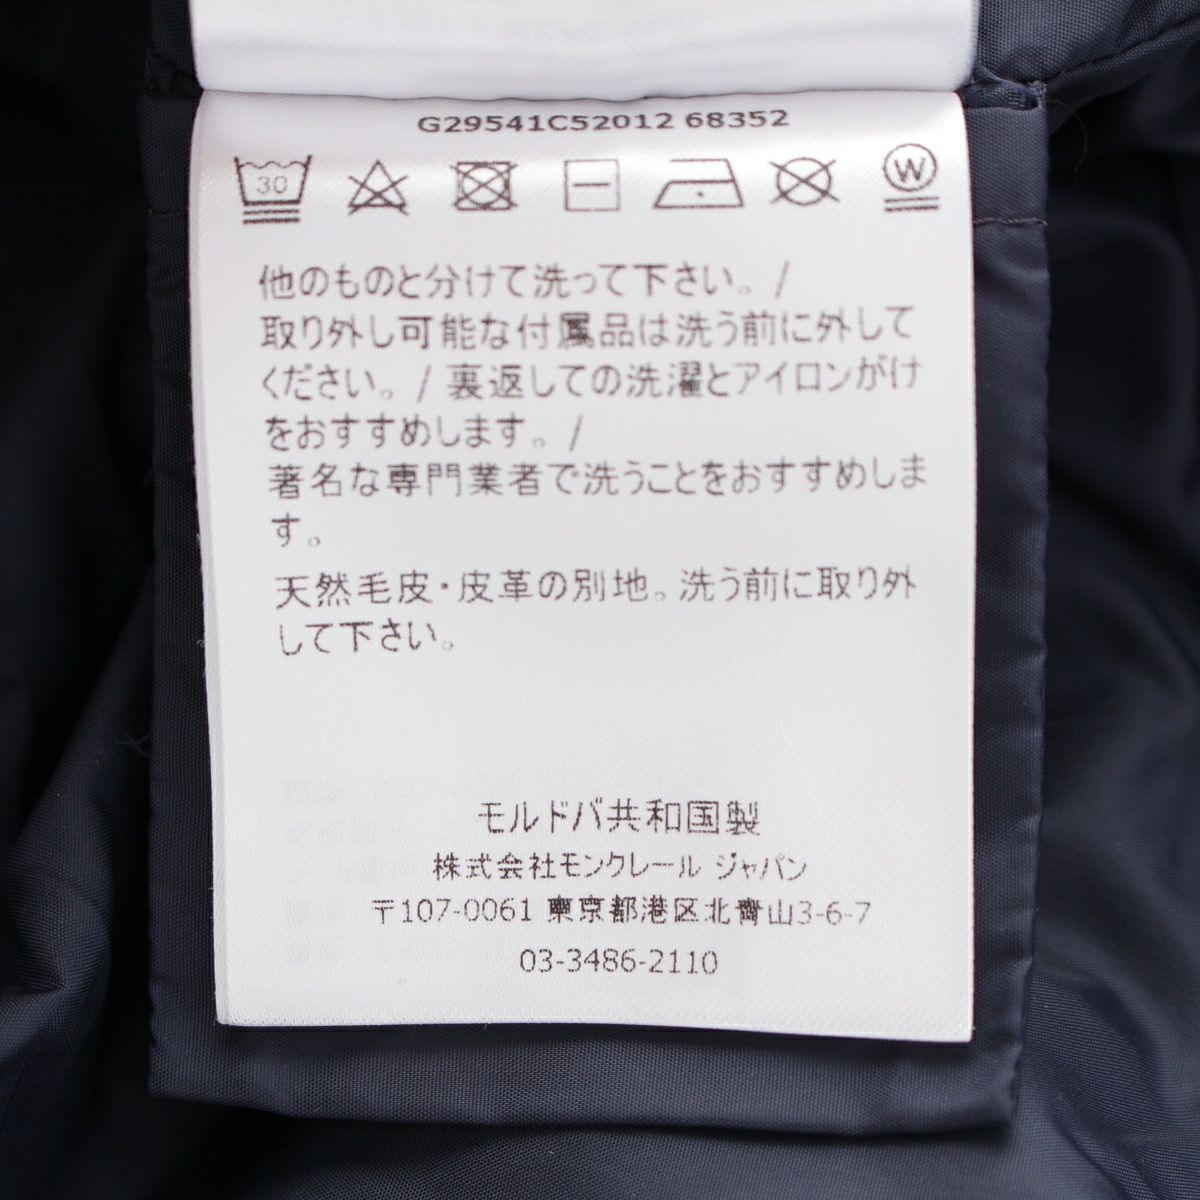 G29541C52012 68352
30
W
他のものと分けて洗って下さい。/
取り外し可能な付属品は洗う前に外して
ください。/ 裏返しての洗濯とアイロンがけ
をおすすめします。/
著名な専門業者で洗うことをおすすめしま
す。
天然毛皮・皮革の別地。洗う前に取り外
して下さい。
モルドバ共和国製
株式会社モンクレール ジャパン
〒107-0061 東京都港区北青山3-6-7
03-3486-2110